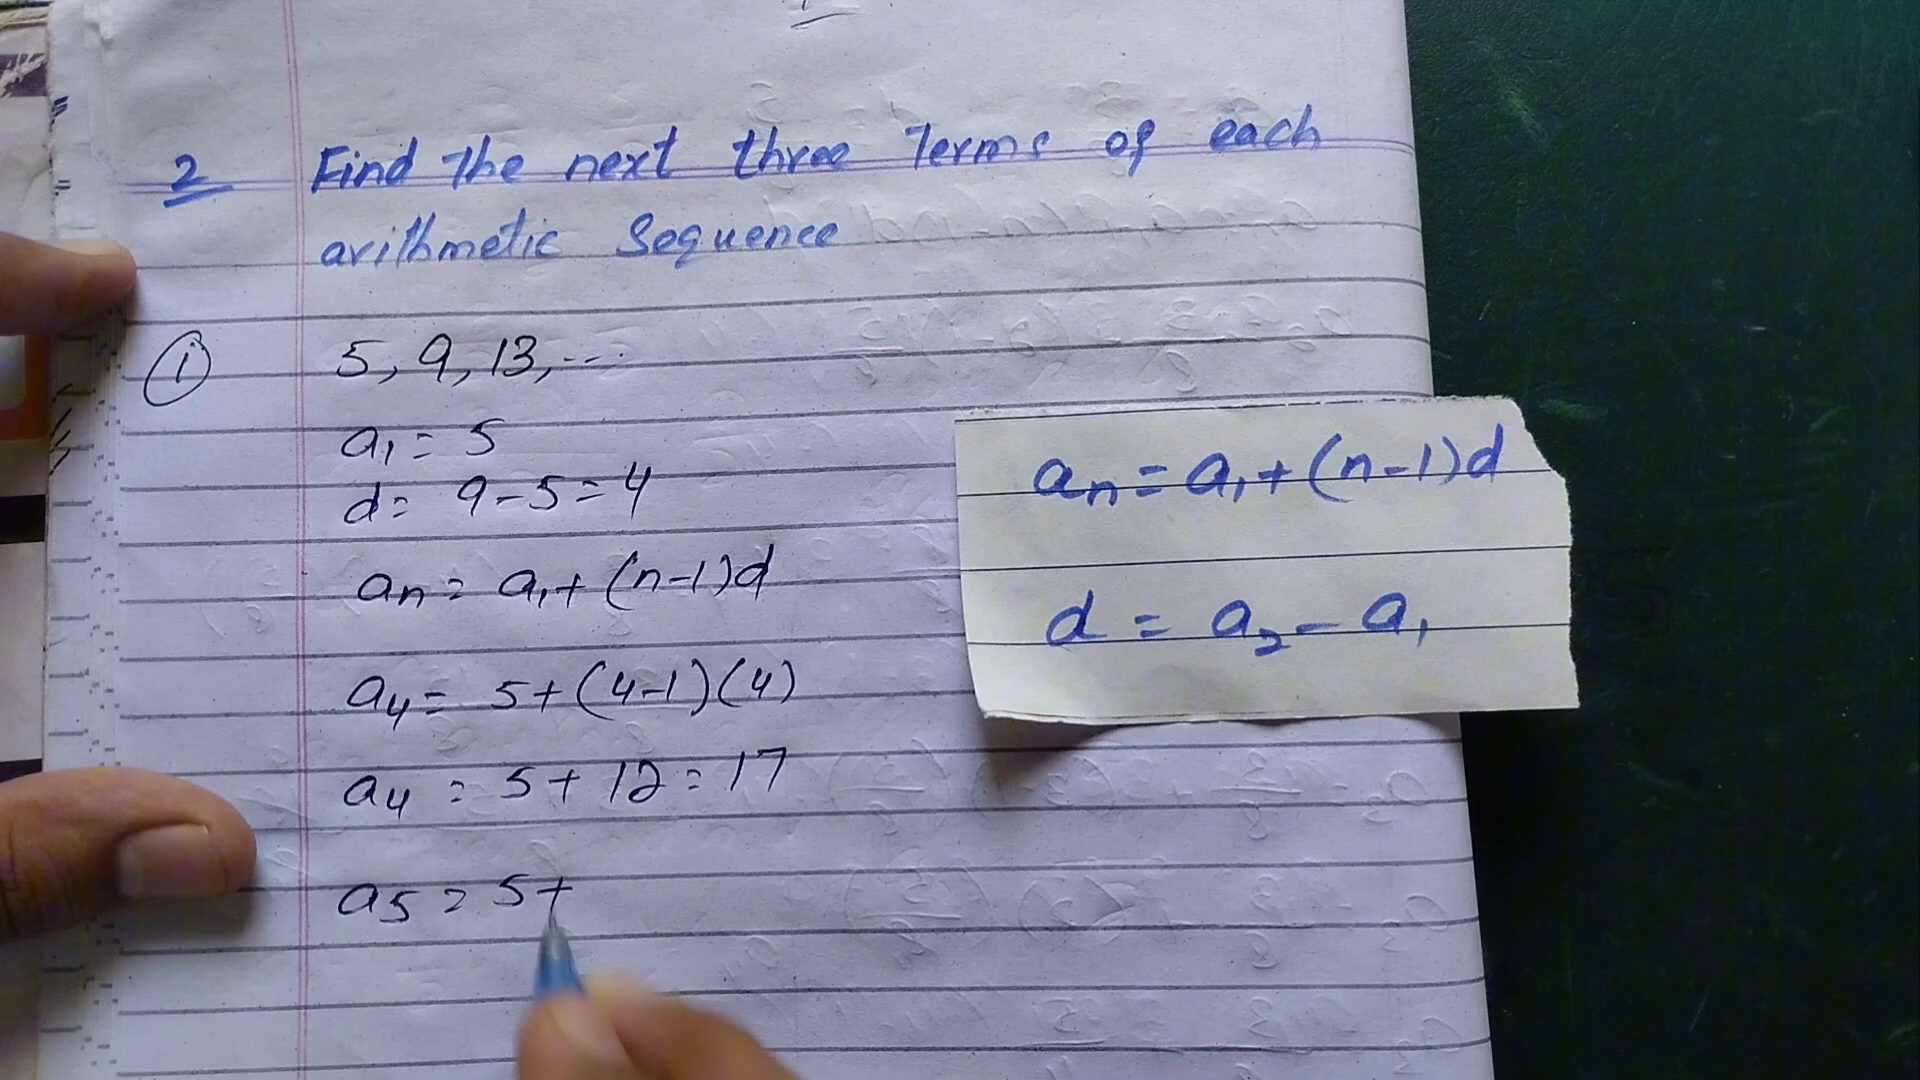 2 Find The next three Terms of each
arithmetic Sequence
(i) 5, 9, 13, ...
a₁ = 5
d = 9 - 5 = 4
aₙ = a₁ + (n-1)d
a₄ = 5 + (4-1)(4)
a₄ = 5 + 12 = 17
a₅ = 5 +
aₙ = a₁ + (n-1)d
d = a₂ - a₁